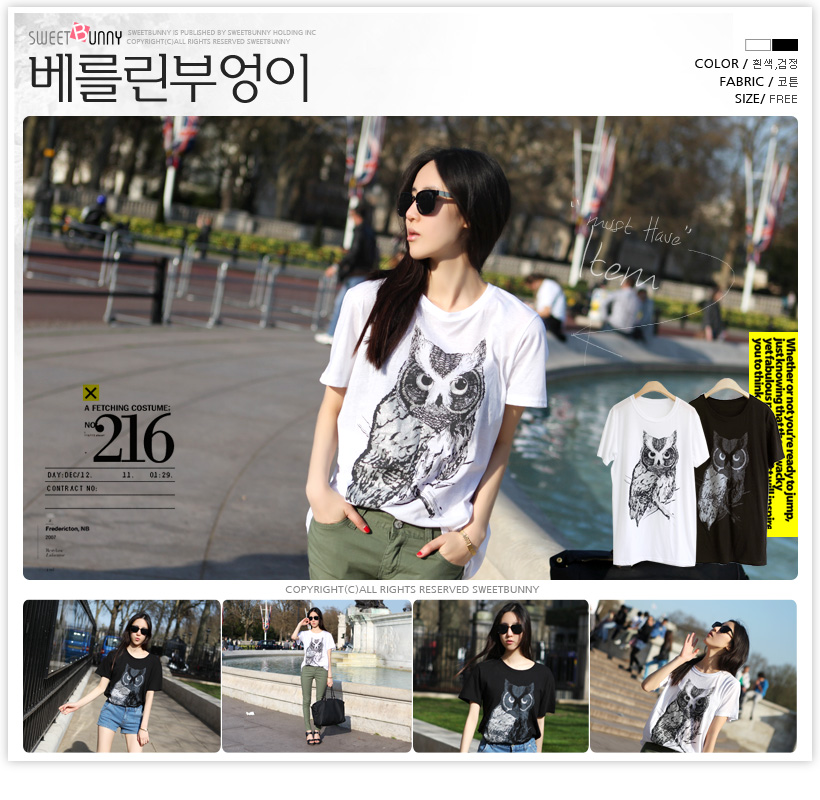 SWEETBUNNY
SWEETBUNNY IS PUBLISHED BY SWEETBUNNY HOLDING INC
COPYRIGHT(C)ALL RIGHTS RESERVED SWEETBUNNY
베를린부엉이
COLOR / 흰색,검정
FABRIC / 코튼
SIZE/ FREE
"must Have"
Item
A FETCHING COSTUME:
NO
216
DAY:DEC/12. 11. 01:29.
CONTRACT NO:
Fredericton, NB
2007
Whether or not you're ready to jump,
just knowing that the
yet fabulous
you to think
COPYRIGHT(C)ALL RIGHTS RESERVED SWEETBUNNY